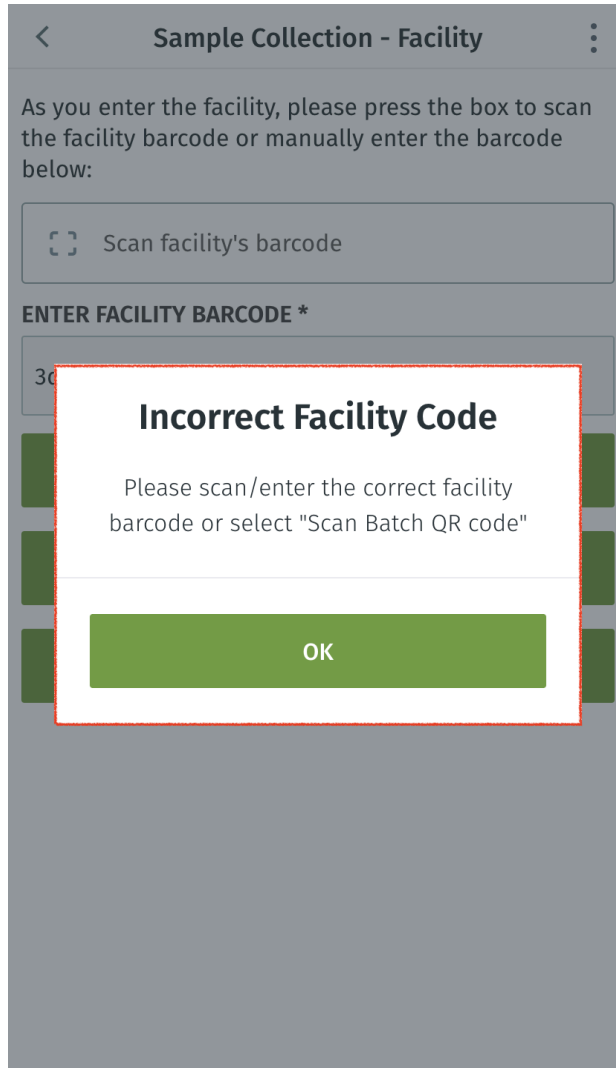 Sample Collection - Facility
As you enter the facility, please press the box to scan
the facility barcode or manually enter the barcode
below:
Scan facility's barcode
ENTER FACILITY BARCODE *
Incorrect Facility Code
Please scan/enter the correct facility
barcode or select "Scan Batch QR code"
OK